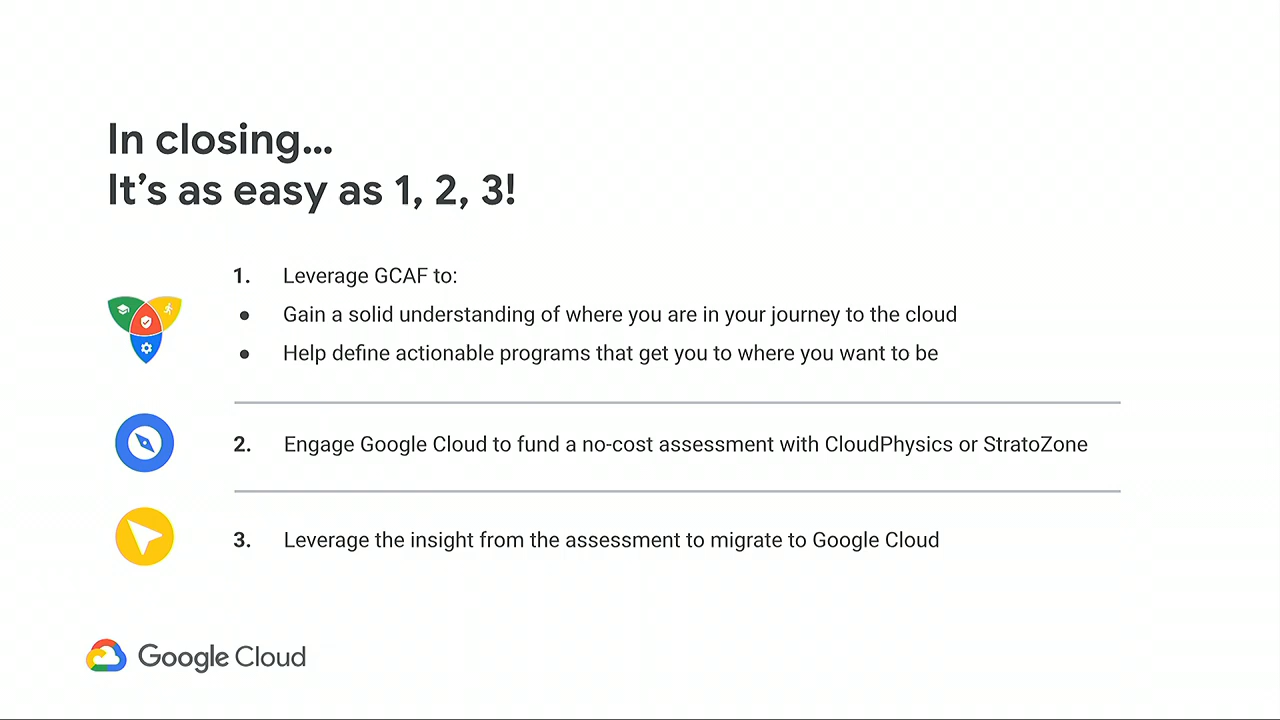 In closing...
It's as easy as 1, 2, 3!
1. Leverage GCAF to:
● Gain a solid understanding of where you are in your journey to the cloud
● Help define actionable programs that get you to where you want to be
2. Engage Google Cloud to fund a no-cost assessment with CloudPhysics or StratoZone
3. Leverage the insight from the assessment to migrate to Google Cloud
Google Cloud